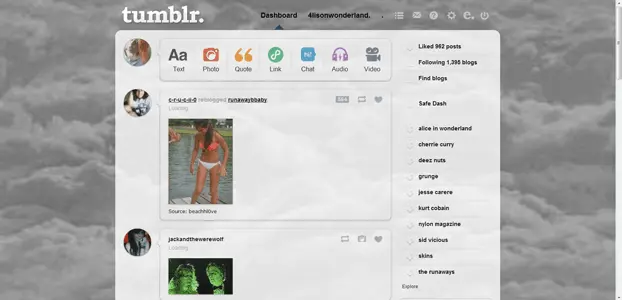 tumblr.
Dashboard
4lisonwonderland.
Aa
Text
Photo
Quote
Link
hi!
Chat
Audio
Video
reblogged runawaybbaby
Loading
Source: beachhl0ve
jackandthewerewolf
Loading
Liked 962 posts
Following 1,395 blogs
Find blogs
Safe Dash
alice in wonderland
cherrie curry
deez nuts
grunge
jesse carere
kurt cobain
nylon magazine
sid vicious
skins
the runaways
Explore